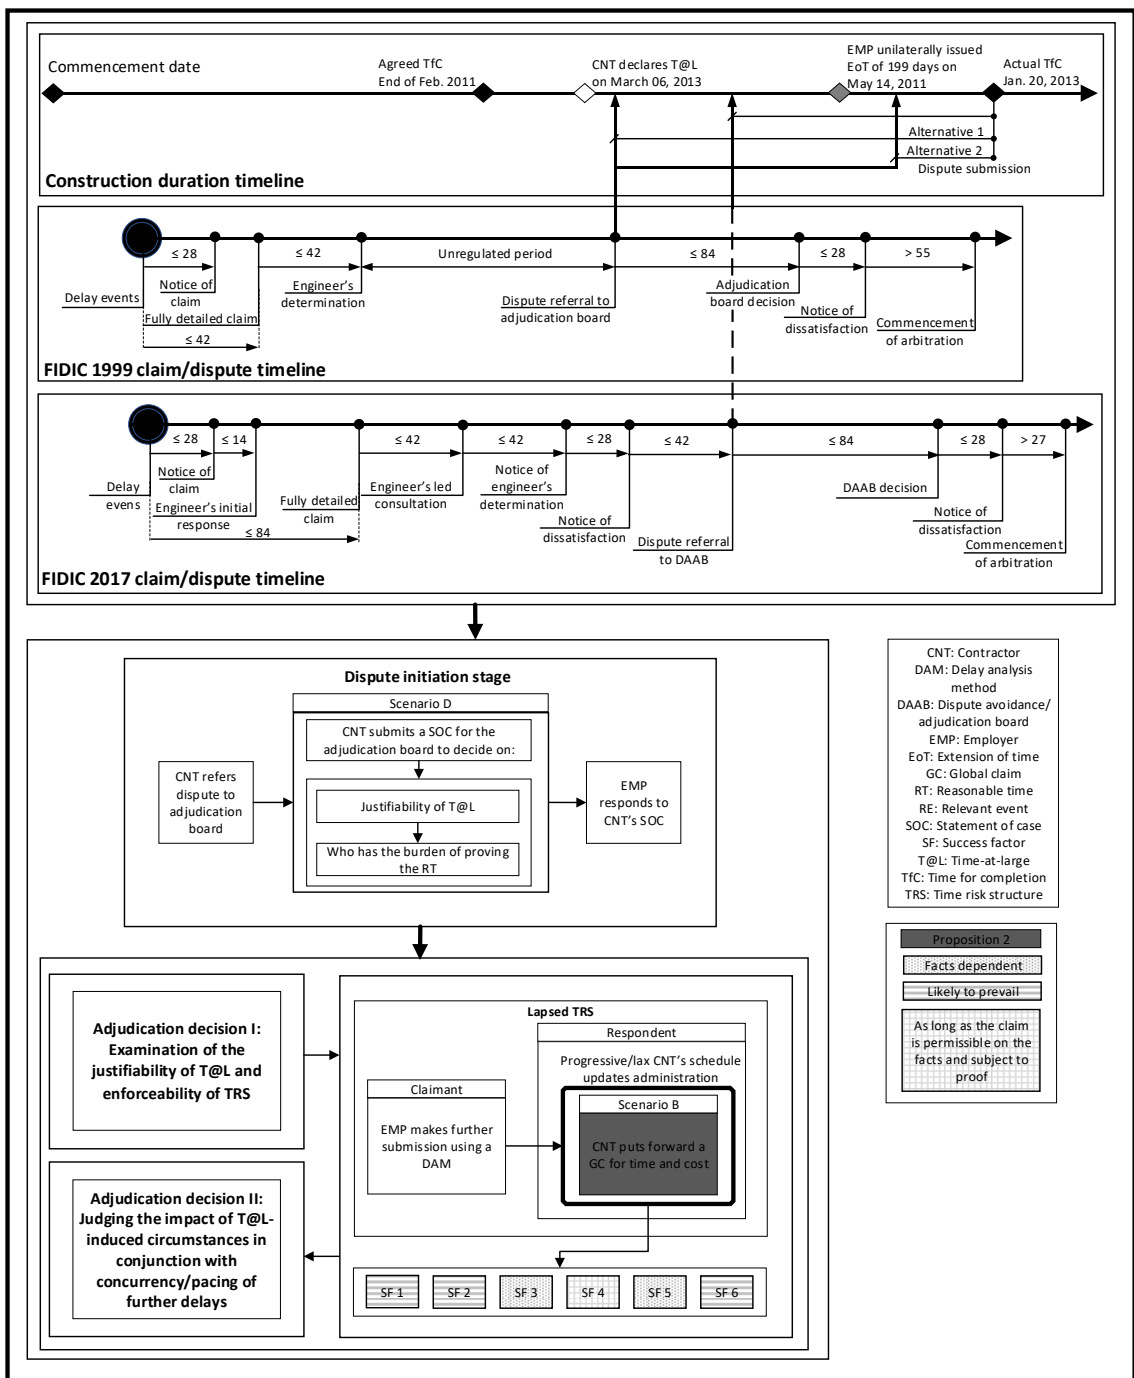 Commencement date
Agreed TfC
End of Feb. 2011
CNT declares T@L
on March 06, 2013
EMP unilaterally issued
EoT of 199 days on
May 14, 2011
Actual TfC
Jan. 20, 2013
Alternative 1
Alternative 2
Dispute submission
Construction duration timeline
≤ 28
≤ 42
Unregulated period
≤ 84
≤ 28
> 55
Delay events
Notice of
claim
Fully detailed claim
≤ 42
Engineer's
determination
Dispute referral to
adjudication board
Adjudication
board decision
Notice of
dissatisfaction
Commencement
of arbitration
FIDIC 1999 claim/dispute timeline
≤ 28
≤ 14
≤ 42
≤ 42
≤ 28
≤ 42
≤ 84
≤ 28
> 27
Delay
evens
Notice of
claim
Engineer's initial
response
≤ 84
Fully detailed
claim
Engineer's led
consultation
Notice of
engineer's
determination
Notice of
dissatisfaction
Dispute referral
to DAAB
DAAB decision
Notice of
dissatisfaction
Commencement
of arbitration
FIDIC 2017 claim/dispute timeline
Dispute initiation stage
Scenario D
CNT submits a SOC for the
adjudication board to decide on:
CNT refers
dispute to
adjudication
board
Justifiability of T@L
Who has the burden of proving
the RT
EMP
responds to
CNT's SOC
CNT: Contractor
DAM: Delay analysis
method
DAAB: Dispute avoidance/
adjudication board
EMP: Employer
EoT: Extension of time
GC: Global claim
RT: Reasonable time
RE: Relevant event
SOC: Statement of case
SF: Success factor
T@L: Time-at-large
TfC: Time for completion
TRS: Time risk structure
Proposition 2
Facts dependent
Likely to prevail
As long as the claim
is permissible on the
facts and subject to
proof
Adjudication decision I:
Examination of the
justifiability of T@L and
enforceability of TRS
Adjudication decision II:
Judging the impact of T@L-
induced circumstances in
conjunction with
concurrency/pacing of
further delays
Lapsed TRS
Respondent
Progressive/lax CNT's schedule
updates administration
Claimant
EMP makes further
submission using a
DAM
Scenario B
CNT puts forward a
GC for time and cost
SF 1
SF 2
SF 3
SF 4
SF 5
SF 6